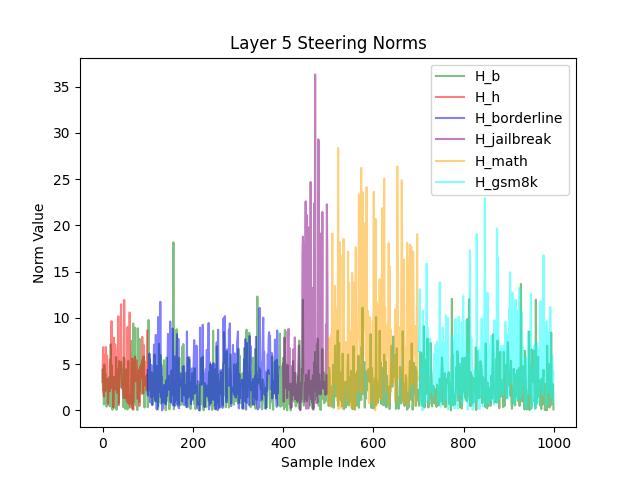 Layer 5 Steering Norms
Norm Value
35
30
25
20
15
10
5
0
H_b
H_h
H_borderline
H_jailbreak
H_math
H_gsm8k
0 200 400 600 800 1000
Sample Index